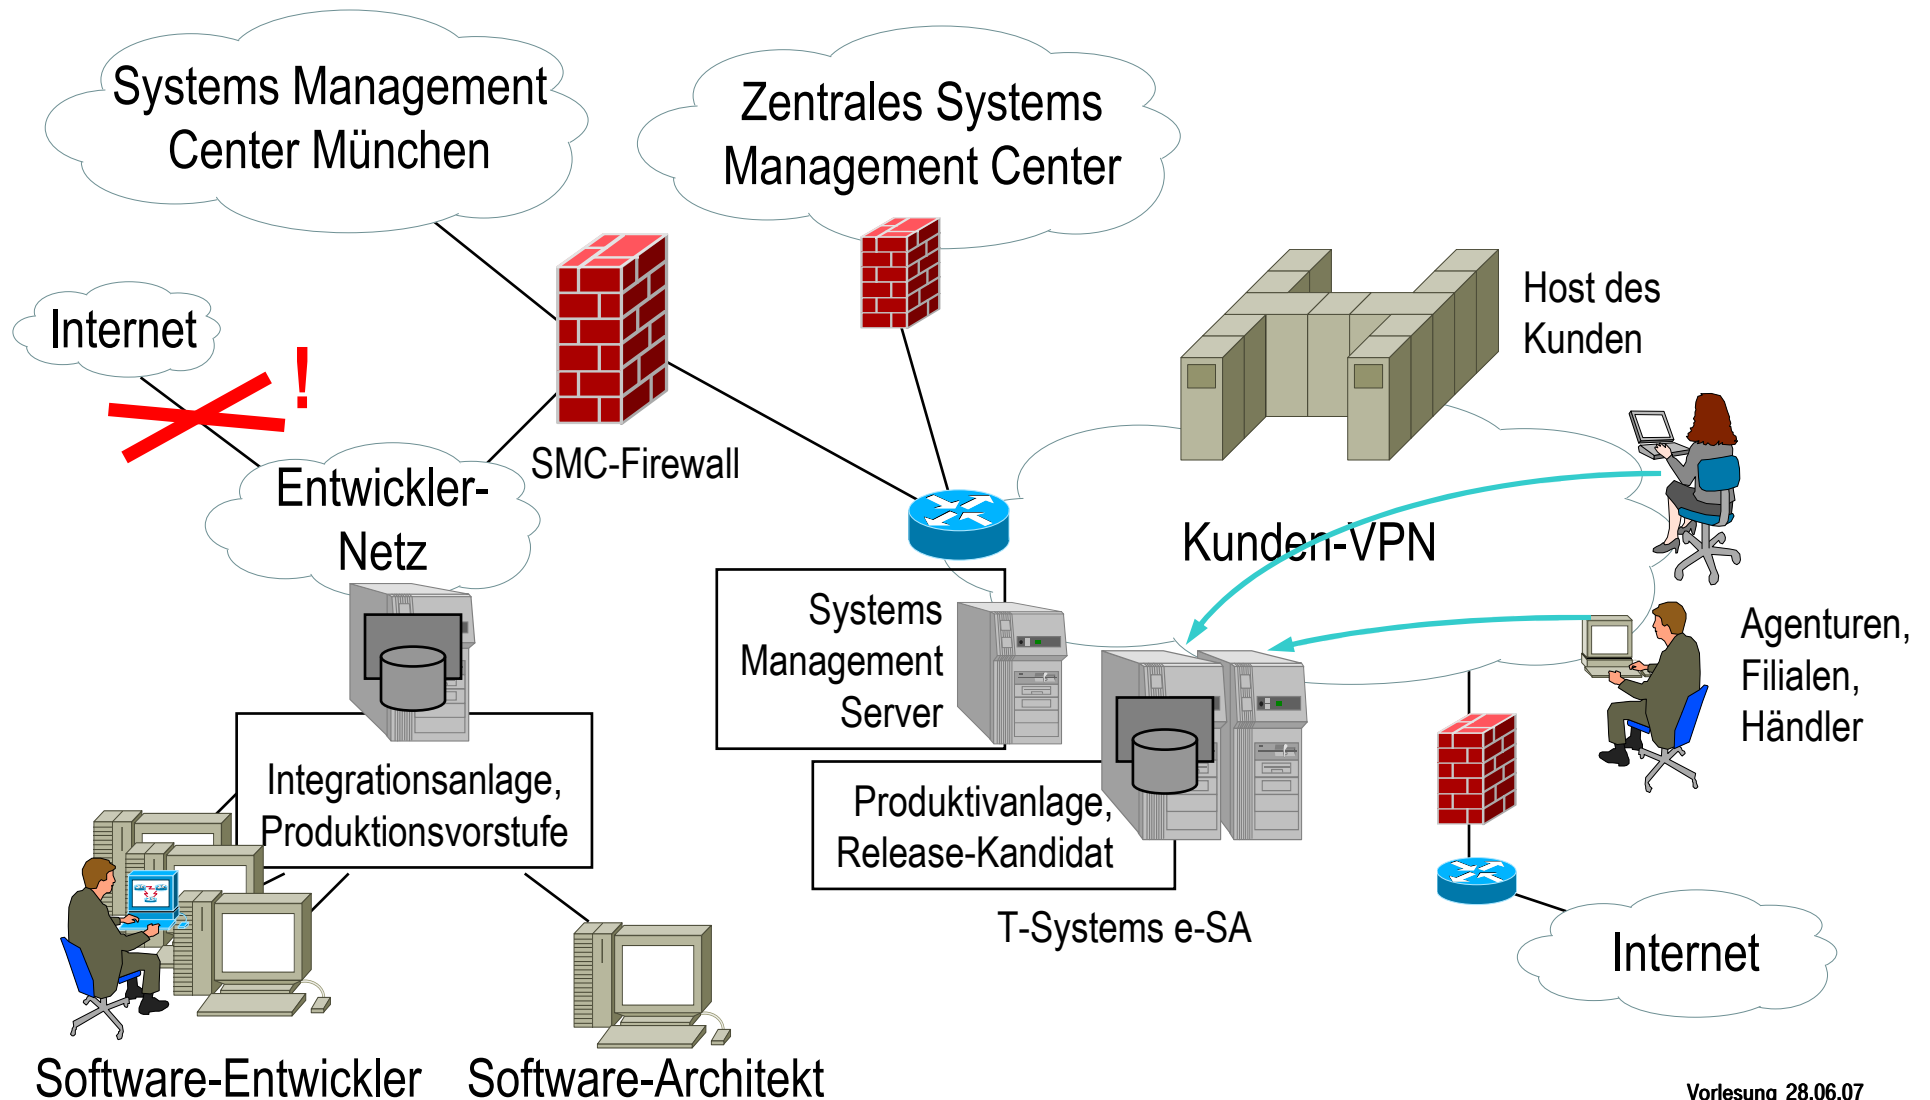 Systems Management
Center München
Zentrales Systems
Management Center
Internet
!
Host des
Kunden
SMC-Firewall
Entwickler-
Netz
Kunden-VPN
Systems
Management
Server
Agenturen,
Filialen,
Händler
Integrationsanlage,
Produktionsvorstufe
Produktivanlage,
Release-Kandidat
T-Systems e-SA
Internet
Software-Entwickler
Software-Architekt
Vorlesung 28.06.07